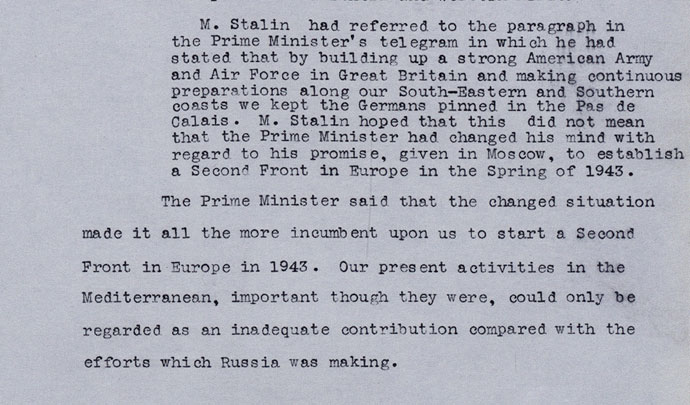 M. Stalin had referred to the paragraph in
the Prime Minister's telegram in which he had
stated that by building up a strong American Army
and Air Force in Great Britain and making continuous
preparations along our South-Eastern and Southern
coasts we kept the Germans pinned in the Pas de
Calais. M. Stalin hoped that this did not mean
that the Prime Minister had changed his mind with
regard to his promise, given in Moscow, to establish
a Second Front in Europe in the Spring of 1943.
The Prime Minister said that the changed situation
made it all the more incumbent upon us to start a Second
Front in Europe in 1943. Our present activities in the
Mediterranean, important though they were, could only be
regarded as an inadequate contribution compared with the
efforts which Russia was making.